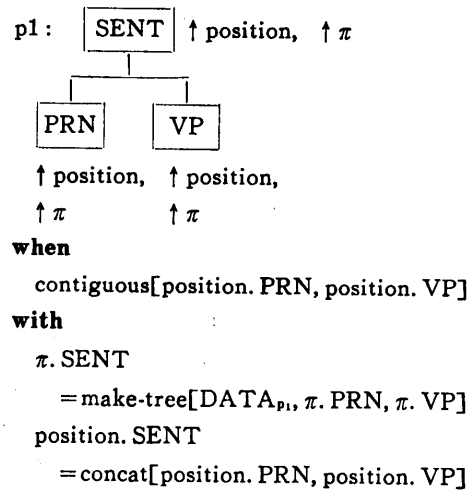 p1 : SENT ↑ position, ↑ π
PRN VP
↑ position, ↑ position,
↑ π ↑ π
when
contiguous[position. PRN, position. VP]
with
π. SENT
=make-tree[DATAₚ₁, π. PRN, π. VP]
position. SENT
=concat[position. PRN, position. VP]